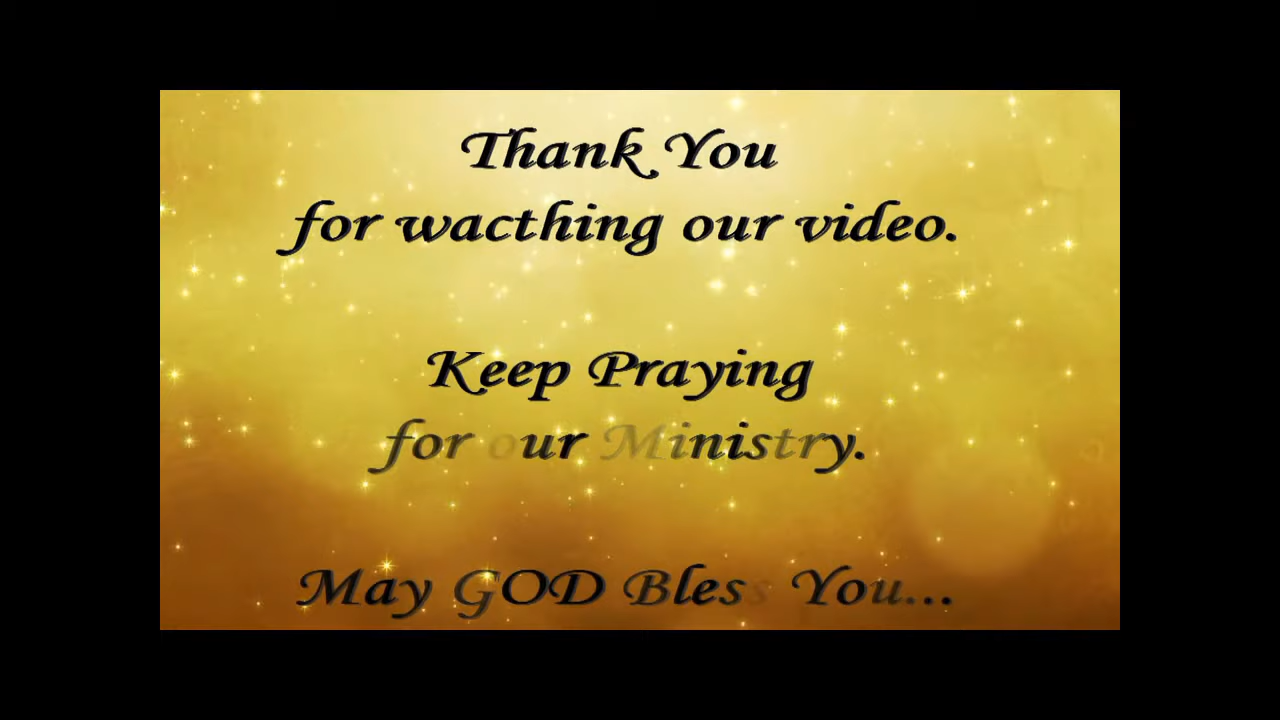 Thank You
for wacthing our video.
Keep Praying
for our Ministry.
May GOD Bless You...